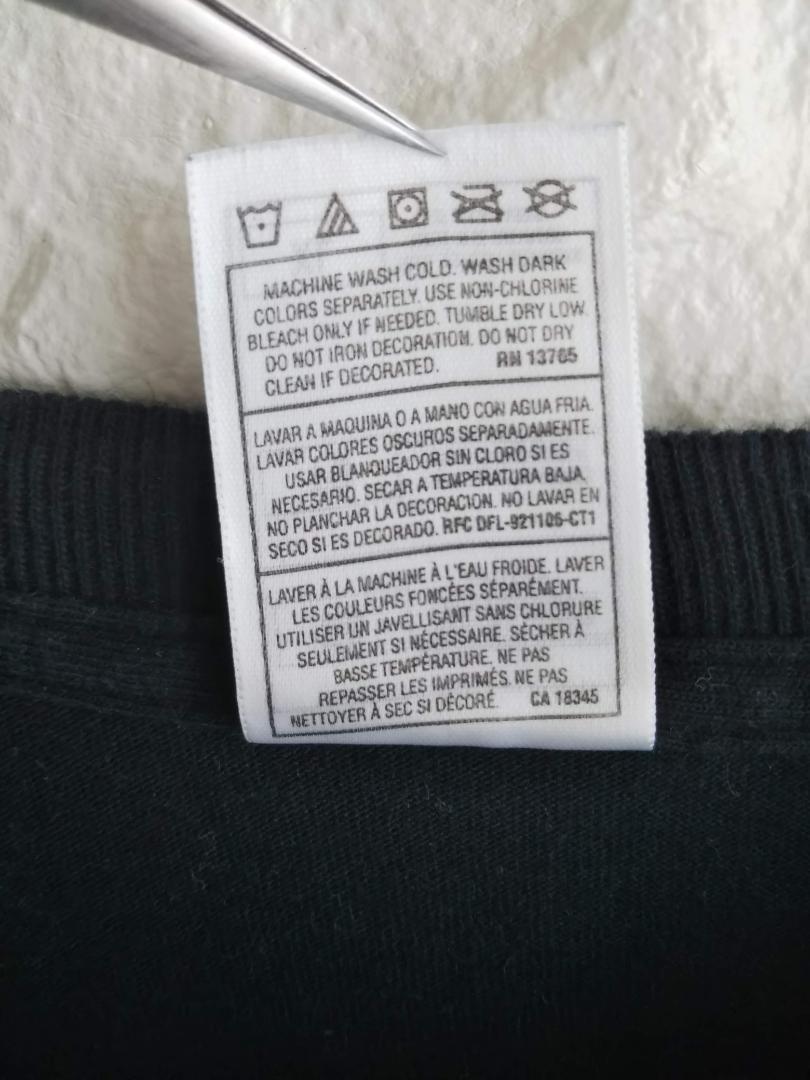 MACHINE WASH COLD. WASH DARK
COLORS SEPARATELY. USE NON-CHLORINE
BLEACH ONLY IF NEEDED. TUMBLE DRY LOW.
DO NOT IRON DECORATION. DO NOT DRY
CLEAN IF DECORATED. RN 13765
LAVAR A MAQUINA O A MANO CON AGUA FRIA.
LAVAR COLORES OSCUROS SEPARADAMENTE.
USAR BLANQUEADOR SIN CLORO SI ES
NECESARIO. SECAR A TEMPERATURA BAJA.
NO PLANCHAR LA DECORACION. NO LAVAR EN
SECO SI ES DECORADO. RFC DFL-921106-CT1
LAVER À LA MACHINE À L'EAU FROIDE. LAVER
LES COULEURS FONCÉES SÉPARÉMENT.
UTILISER UN JAVELLISANT SANS CHLORURE
SEULEMENT SI NÉCESSAIRE. SÉCHER À
BASSE TEMPÉRATURE. NE PAS
REPASSER LES IMPRIMÉS. NE PAS
NETTOYER À SEC SI DÉCORÉ. CA 18345